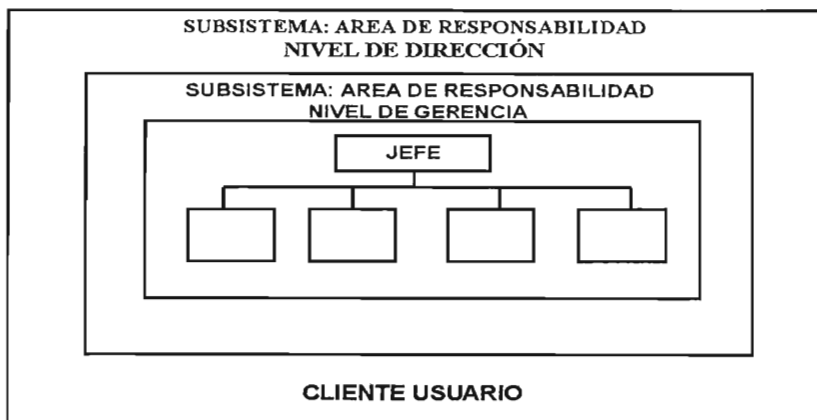 SUBSISTEMA: AREA DE RESPONSABILIDAD
NIVEL DE DIRECCIÓN
SUBSISTEMA: AREA DE RESPONSABILIDAD
NIVEL DE GERENCIA
JEFE
CLIENTE USUARIO